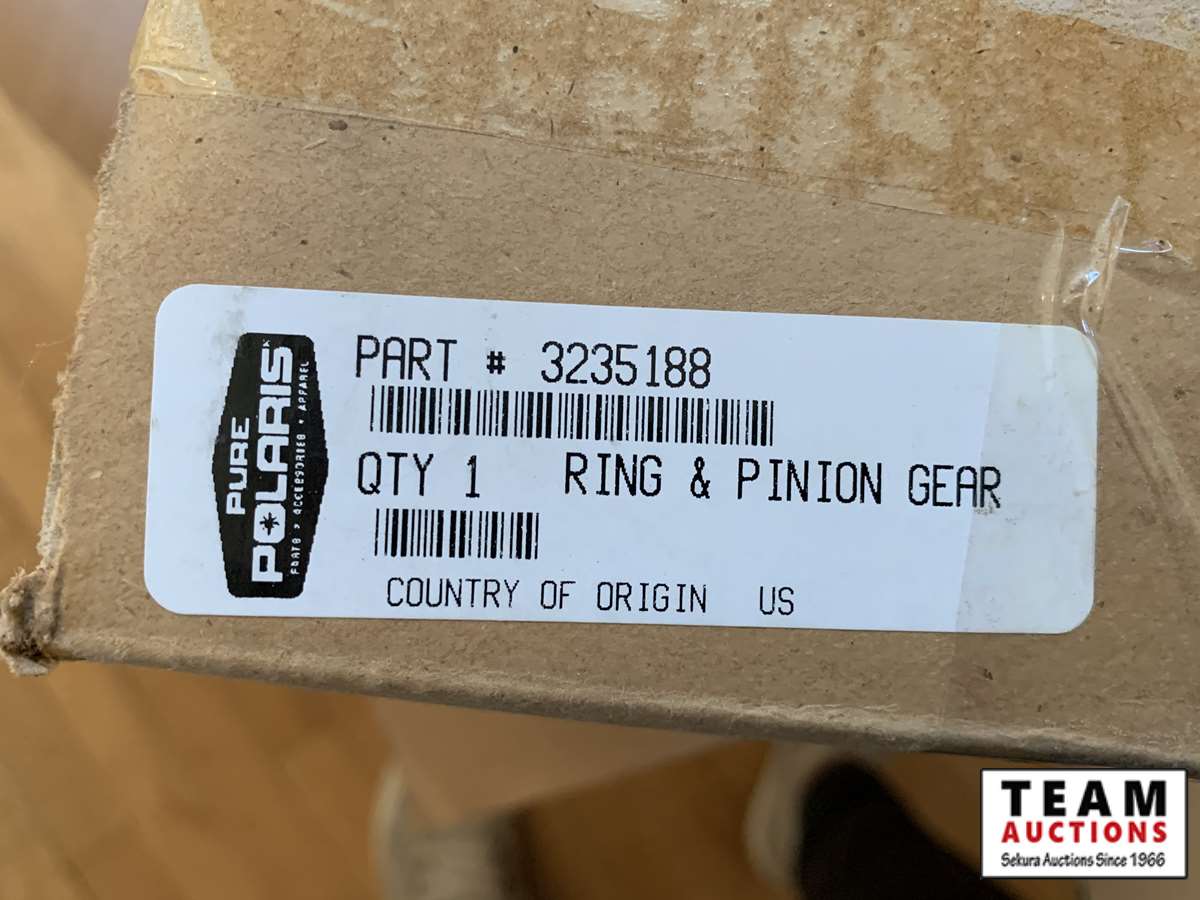 PURE
POLARIS
PARTS • ACCESSORIES • APPAREL
PART # 3235188
QTY 1 RING & PINION GEAR
COUNTRY OF ORIGIN US
TEAM
AUCTIONS
Sekura Auctions Since 1966